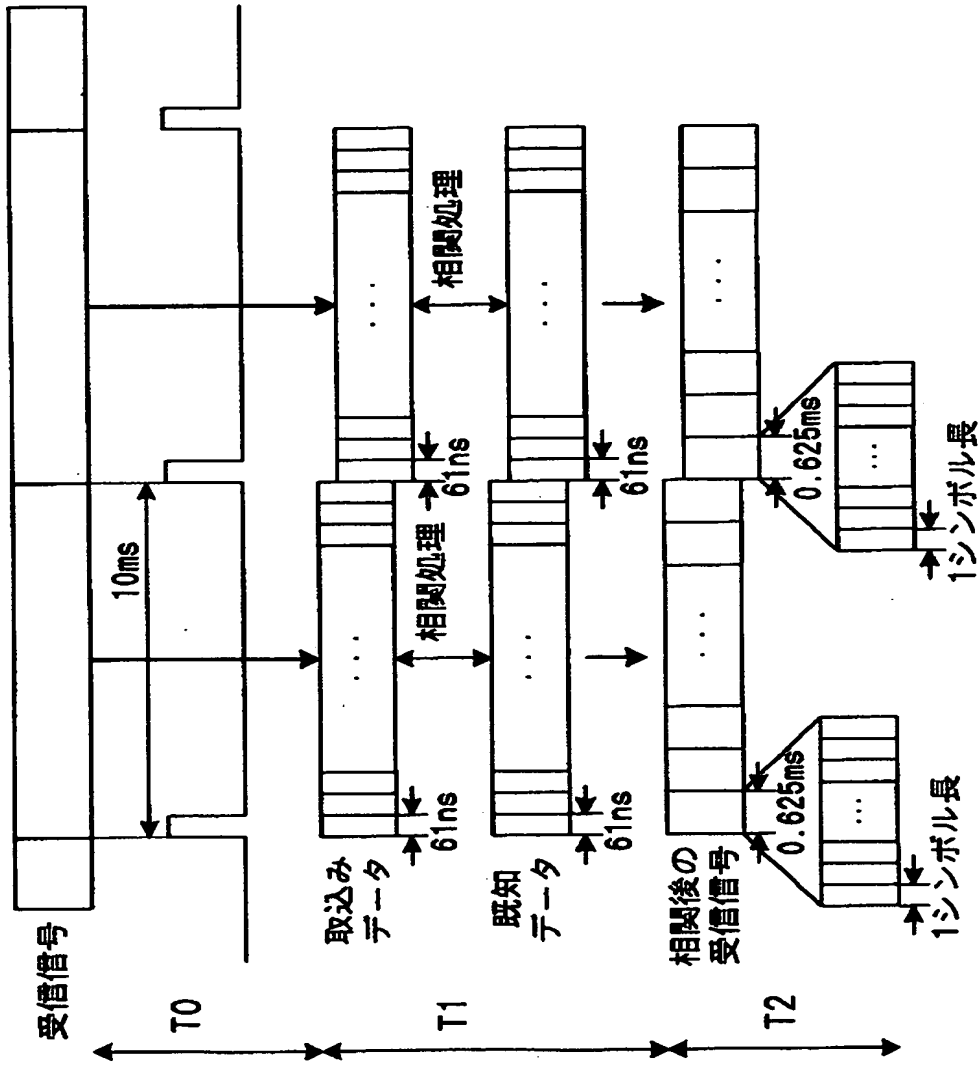 受信信号
T0
10ms
T1
取込み
データ
61ns
61ns
相関処理
相関処理
既知
データ
61ns
61ns
T2
相関後の
受信信号
0.625ms
0.625ms
1シンボル長
1シンボル長